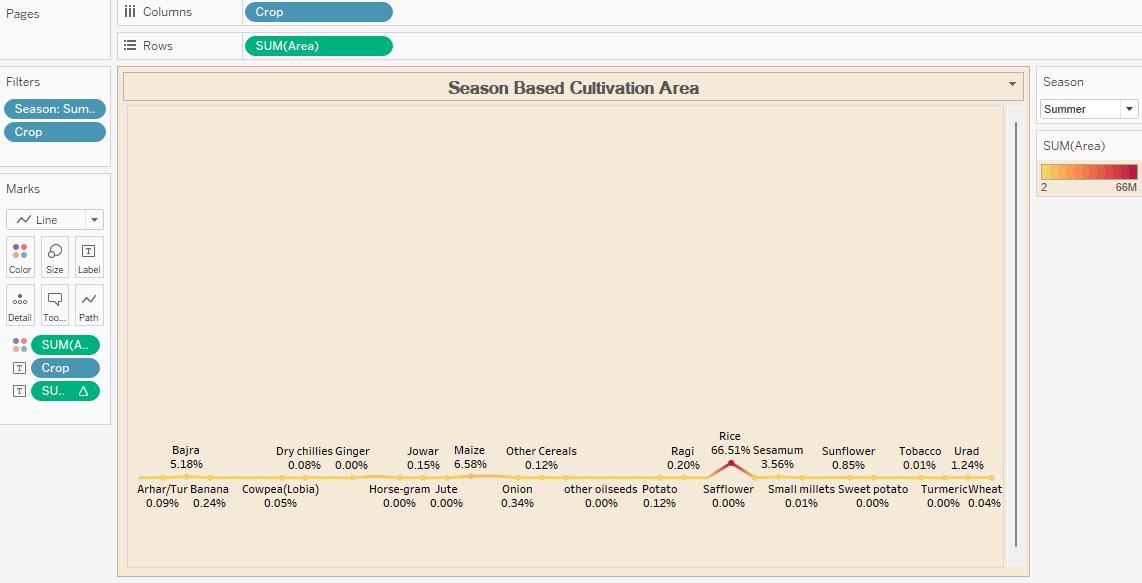 Pages
Columns
Crop
Rows
SUM(Area)
Filters
Season: Sum..
Crop
Marks
Line
Color Size Label
Detail Too... Path
SUM(A..
Crop
SU..
Season Based Cultivation Area
Rice
66.51%
Bajra Dry chillies Ginger Jowar Maize Other Cereals Ragi Sesamum Sunflower Tobacco Urad
5.18% 0.08% 0.00% 0.15% 6.58% 0.12% 0.20% 3.56% 0.85% 0.01% 1.24%
Arhar/Tur Banana Cowpea(Lobia) Horse-gram Jute Onion other oilseeds Potato Safflower Small millets Sweet potato Turmeric Wheat
0.09% 0.24% 0.05% 0.00% 0.00% 0.34% 0.00% 0.12% 0.00% 0.01% 0.00% 0.00% 0.04%
Season
Summer
SUM(Area)
2 66M